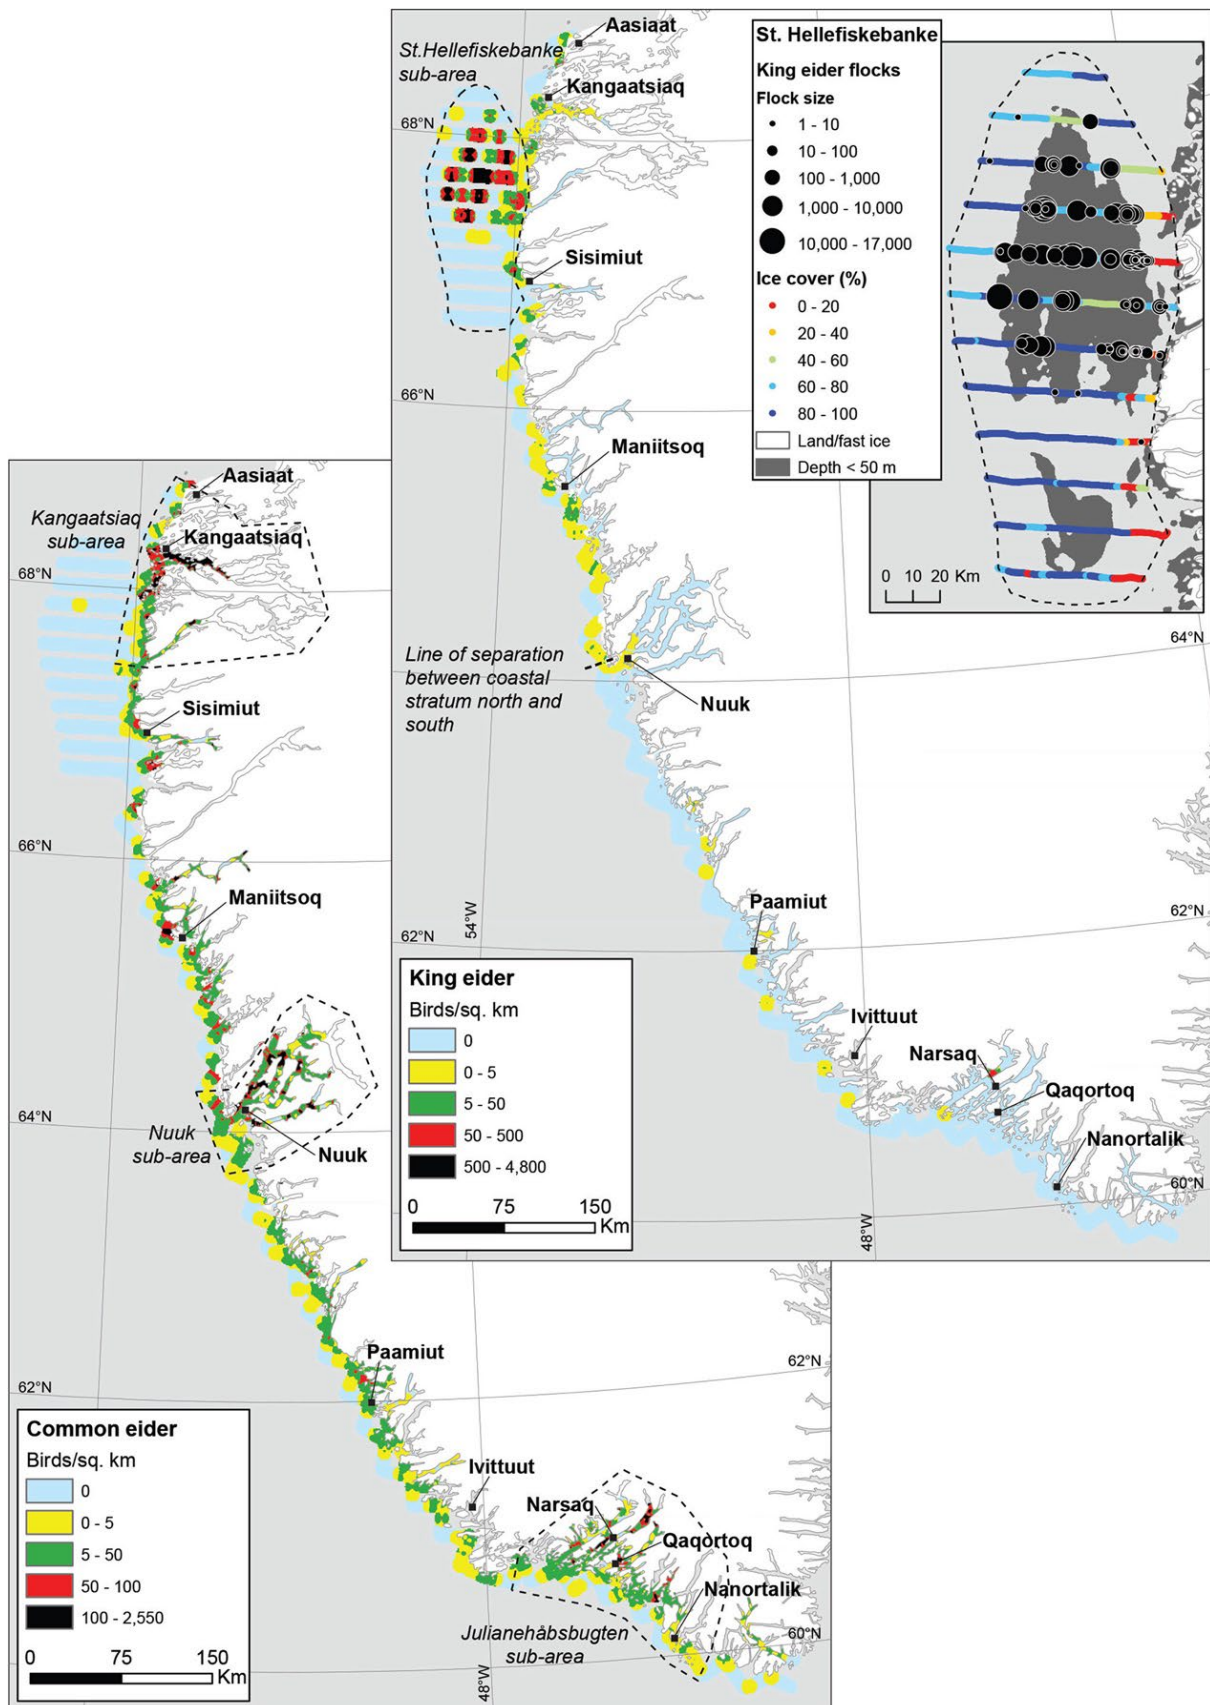 St.Hellefiskebanke
sub-area
Aasiaat
Kangaatsiaq
68°N
Sisimiut
66°N
Maniitsoq
Line of separation
between coastal
stratum north and
south
Nuuk
64°N
54°W
Paamiut
62°N
62°N
Ivittuut
Narsaq
Qaqortoq
Nanortalik
60°N
48°W
King eider
Birds/sq. km
0
0 - 5
5 - 50
50 - 500
500 - 4,800
0 75 150
Km
St. Hellefiskebanke
King eider flocks
Flock size
1 - 10
10 - 100
100 - 1,000
1,000 - 10,000
10,000 - 17,000
Ice cover (%)
0 - 20
20 - 40
40 - 60
60 - 80
80 - 100
Land/fast ice
Depth < 50 m
0 10 20 Km
Kangaatsiaq
sub-area
Aasiaat
Kangaatsiaq
68°N
Sisimiut
66°N
Maniitsoq
64°N
Nuuk
sub-area
Nuuk
Paamiut
62°N
62°N
Ivittuut
Narsaq
Qaqortoq
Nanortalik
Julianehåbsbugten
sub-area
60°N
48°W
Common eider
Birds/sq. km
0
0 - 5
5 - 50
50 - 100
100 - 2,550
0 75 150
Km